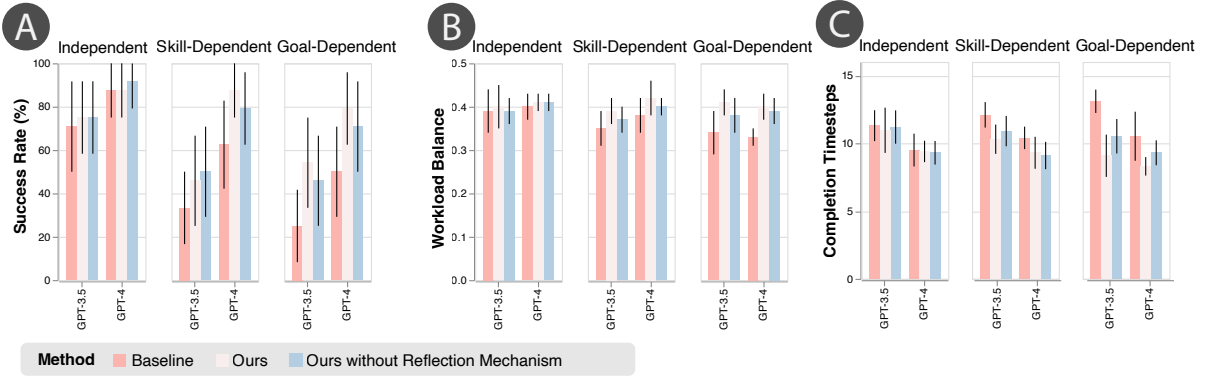 A
Independent Skill-Dependent Goal-Dependent
Success Rate (%)
100
80
60
40
20
0
GPT-3.5
GPT-4
GPT-3.5
GPT-4
GPT-3.5
GPT-4
B
Independent Skill-Dependent Goal-Dependent
Workload Balance
0.5
0.4
0.3
0.2
0.1
0.0
GPT-3.5
GPT-4
GPT-3.5
GPT-4
GPT-3.5
GPT-4
C
Independent Skill-Dependent Goal-Dependent
Completion Timesteps
15
10
5
0
GPT-3.5
GPT-4
GPT-3.5
GPT-4
GPT-3.5
GPT-4
Method Baseline Ours Ours without Reflection Mechanism